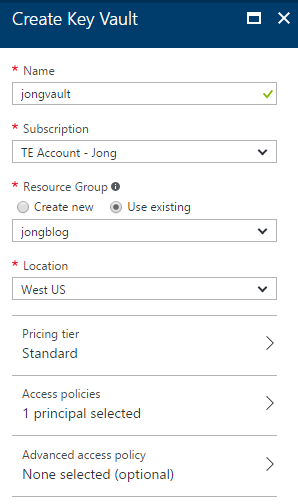 Create Key Vault
* Name
jongvault
* Subscription
TE Account - Jong
* Resource Group
Create new Use existing
jongblog
* Location
West US
Pricing tier
Standard
Access policies
1 principal selected
Advanced access policy
None selected (optional)